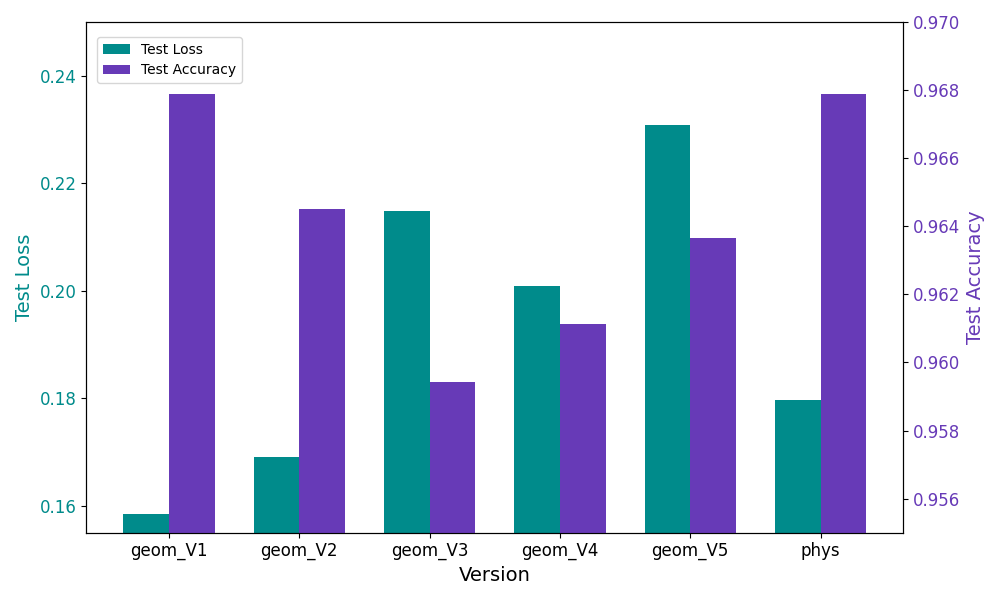 Test Loss
Test Accuracy
0.24
0.22
0.20
0.18
0.16
Test Loss
0.970
0.968
0.966
0.964
0.962
0.960
0.958
0.956
Test Accuracy
geom_V1 geom_V2 geom_V3 geom_V4 geom_V5 phys
Version